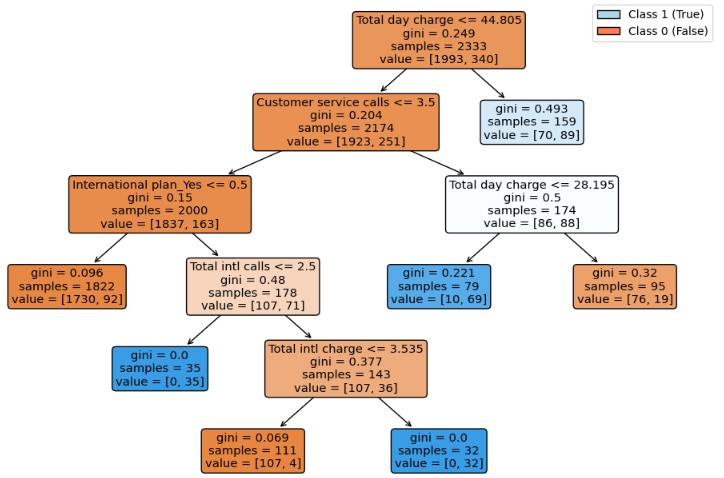 Total day charge <= 44.805
gini = 0.249
samples = 2333
value = [1993, 340]
Class 1 (True)
Class 0 (False)
Customer service calls <= 3.5
gini = 0.204
samples = 2174
value = [1923, 251]
gini = 0.493
samples = 159
value = [70, 89]
International plan_Yes <= 0.5
gini = 0.15
samples = 2000
value = [1837, 163]
Total day charge <= 28.195
gini = 0.5
samples = 174
value = [86, 88]
gini = 0.096
samples = 1822
value = [1730, 92]
Total intl calls <= 2.5
gini = 0.48
samples = 178
value = [107, 71]
gini = 0.221
samples = 79
value = [10, 69]
gini = 0.32
samples = 95
value = [76, 19]
gini = 0.0
samples = 35
value = [0, 35]
Total intl charge <= 3.535
gini = 0.377
samples = 143
value = [107, 36]
gini = 0.069
samples = 111
value = [107, 4]
gini = 0.0
samples = 32
value = [0, 32]